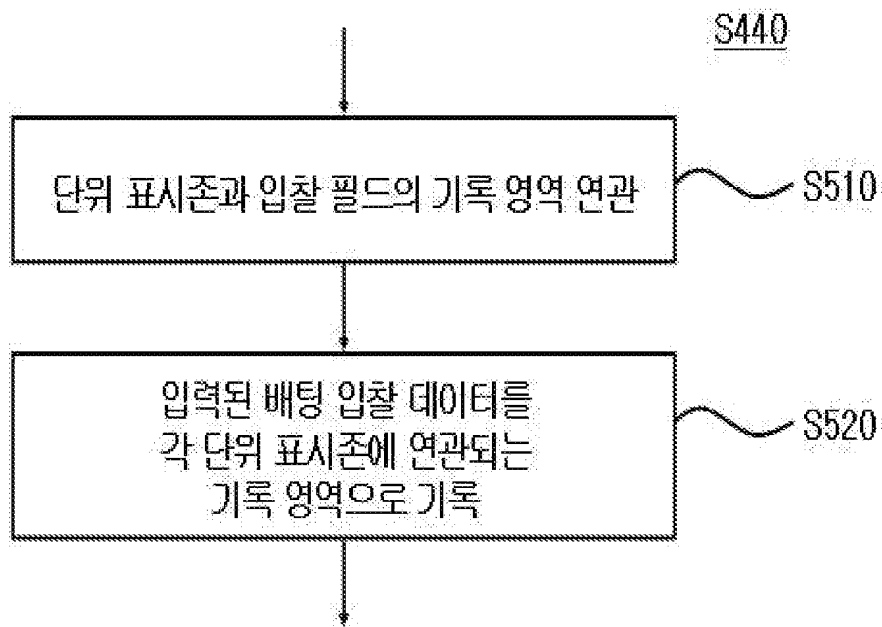 S440
단위 표시존과 입찰 필드의 기록 영역 연관
S510
입력된 배팅 입찰 데이터를
각 단위 표시존에 연관되는
기록 영역으로 기록
S520